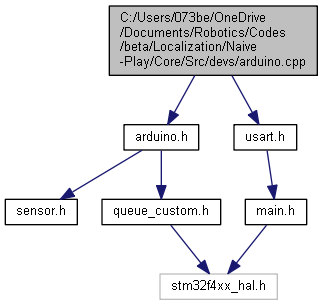 C:/Users/073be/OneDrive
/Documents/Robotics/Codes
/beta/Localization/Naive
-Play/Core/Src/devs/arduino.cpp
arduino.h
usart.h
sensor.h
queue_custom.h
main.h
stm32f4xx_hal.h